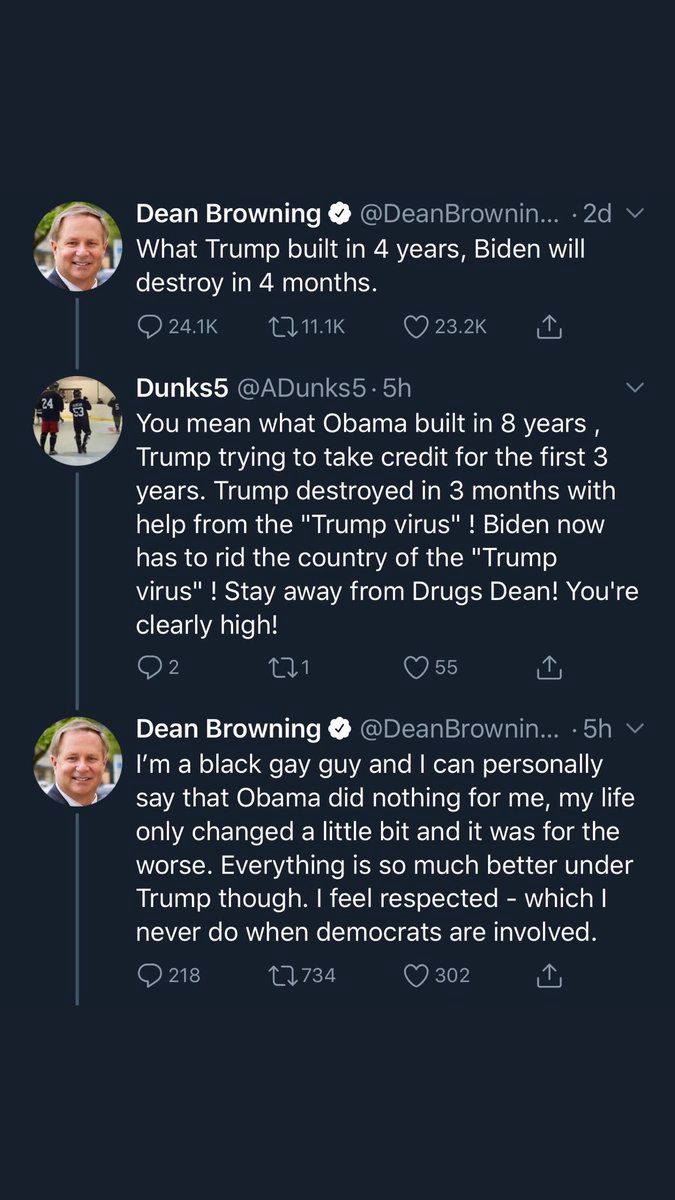 Dean Browning @DeanBrownin... · 2d
What Trump built in 4 years, Biden will
destroy in 4 months.
24.1K 11.1K 23.2K
Dunks5 @ADunks5 · 5h
You mean what Obama built in 8 years ,
Trump trying to take credit for the first 3
years. Trump destroyed in 3 months with
help from the "Trump virus" ! Biden now
has to rid the country of the "Trump
virus" ! Stay away from Drugs Dean! You're
clearly high!
2 1 55
Dean Browning @DeanBrownin... · 5h
I’m a black gay guy and I can personally
say that Obama did nothing for me, my life
only changed a little bit and it was for the
worse. Everything is so much better under
Trump though. I feel respected - which I
never do when democrats are involved.
218 734 302